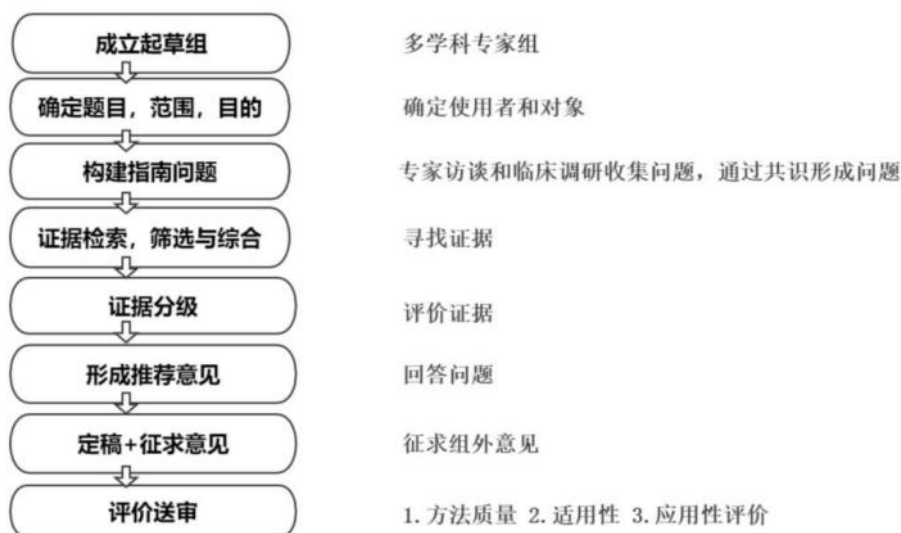 成立起草组 多学科专家组
确定题目，范围，目的 确定使用者和对象
构建指南问题 专家访谈和临床调研收集问题，通过共识形成问题
证据检索，筛选与综合 寻找证据
证据分级 评价证据
形成推荐意见 回答问题
定稿+征求意见 征求组外意见
评价送审 1.方法质量 2.适用性 3.应用性评价